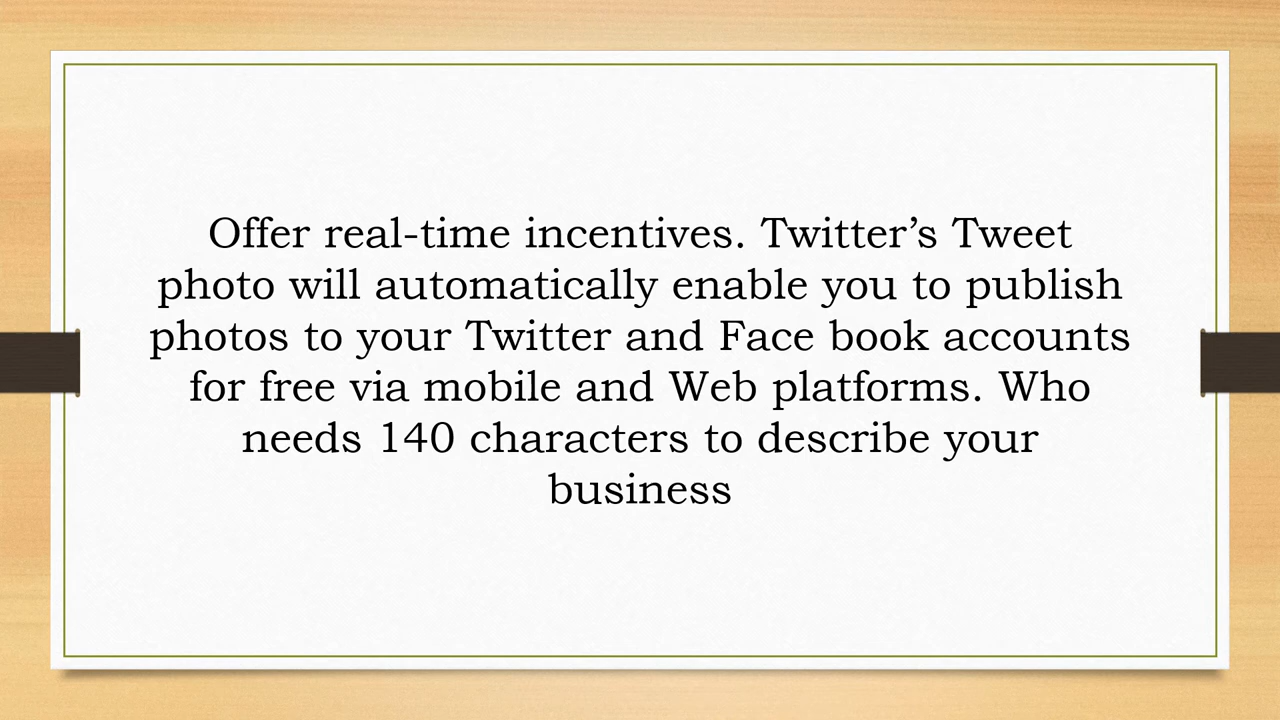 Offer real-time incentives. Twitter’s Tweet
photo will automatically enable you to publish
photos to your Twitter and Face book accounts
for free via mobile and Web platforms. Who
needs 140 characters to describe your
business